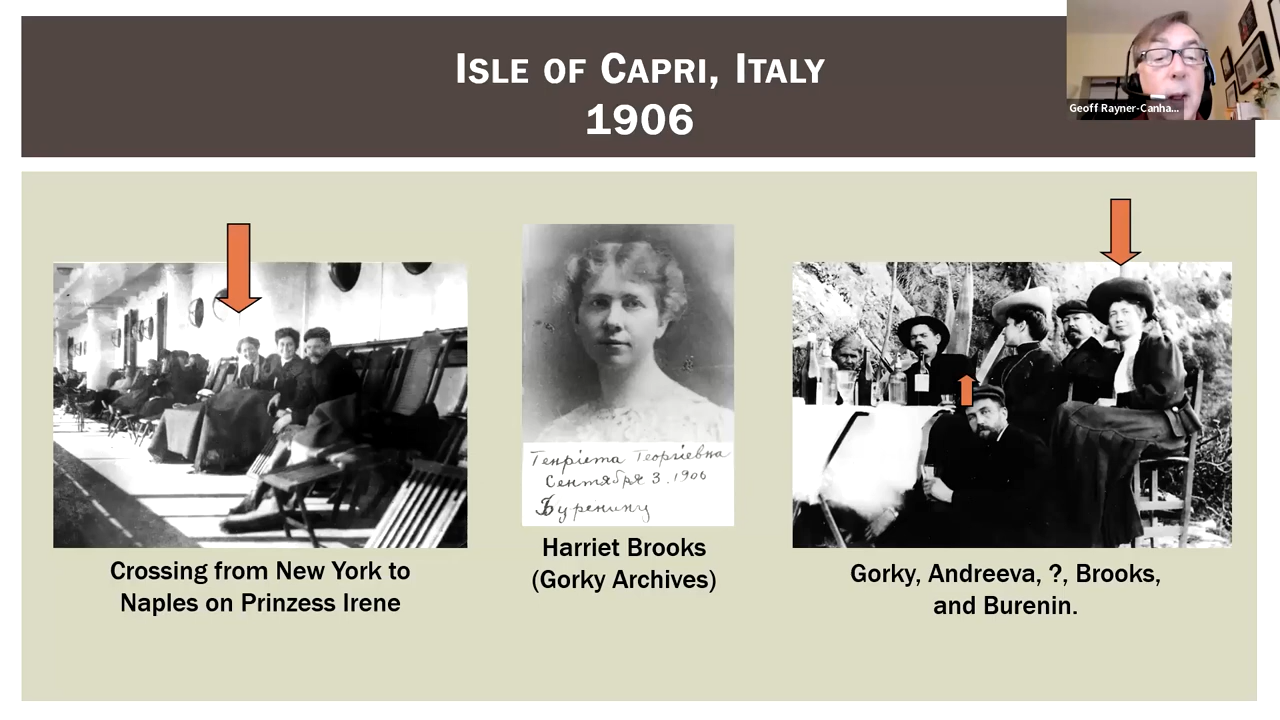 ISLE OF CAPRI, ITALY
1906
Geoff Rayner-Canha...
Crossing from New York to
Naples on Prinzess Irene
Генріета Георгіевна
Сентября 3. 1906
Буренину
Harriet Brooks
(Gorky Archives)
Gorky, Andreeva, ?, Brooks,
and Burenin.